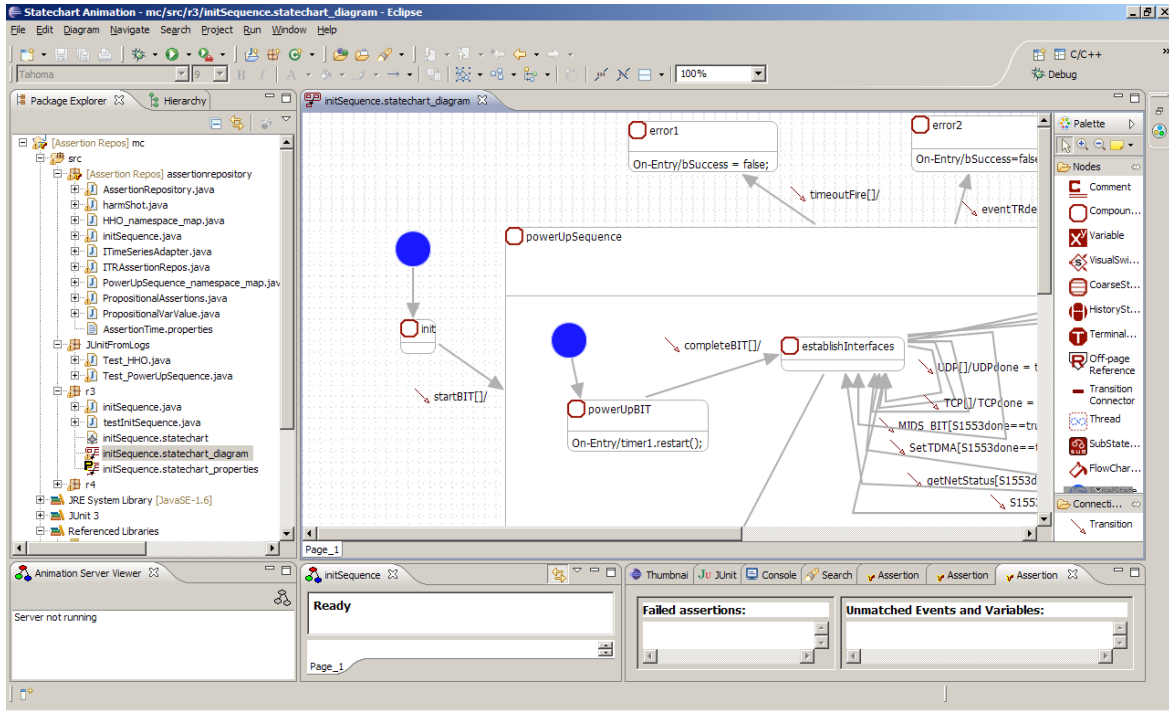 Statechart Animation - mc/src/r3/initSequence.statechart_diagram - Eclipse
File Edit Diagram Navigate Search Project Run Window Help
C/C++
»
Tahoma 9 B I A 100%
Debug
Package Explorer Hierarchy
[Assertion Repos] mc
src
[Assertion Repos] assertionrepository
AssertionRepository.java
harmShot.java
HHO_namespace_map.java
initSequence.java
ITimeSeriesAdapter.java
ITRAssertionRepos.java
PowerUpSequence_namespace_map.jav
PropositionalAssertions.java
PropositionalVarValue.java
AssertionTime.properties
JUnitFromLogs
Test_HHO.java
Test_PowerUpSequence.java
r3
initSequence.java
testInitSequence.java
initSequence.statechart
initSequence.statechart_diagram
initSequence.statechart_properties
r4
JRE System Library [JavaSE-1.6]
JUnit 3
Referenced Libraries
initSequence.statechart_diagram
error1
On-Entry/bSuccess = false;
error2
On-Entry/bSuccess=false
timeoutFire[]/
eventTRde
powerUpSequence
init
startBIT[]/
completeBIT[]/
establishInterfaces
powerUpBIT
On-Entry/timer1.restart();
UDP[]/UDPdone = t
TCP[]/TCPdone =
MIDS_BIT[S1553done==tru
SetTDMA[S1553done==t
getNetStatus[S1553d
S155
Page_1
Palette
Nodes
Comment
Compoun...
Variable
VisualSwi...
CoarseSt...
HistorySt...
Terminal...
Off-page
Reference
Transition
Connector
Thread
SubState...
FlowChar...
Connecti...
Transition
Animation Server Viewer
Server not running
initSequence
Ready
Page_1
Thumbnai JUnit Console Search Assertion Assertion Assertion
Failed assertions:
Unmatched Events and Variables: